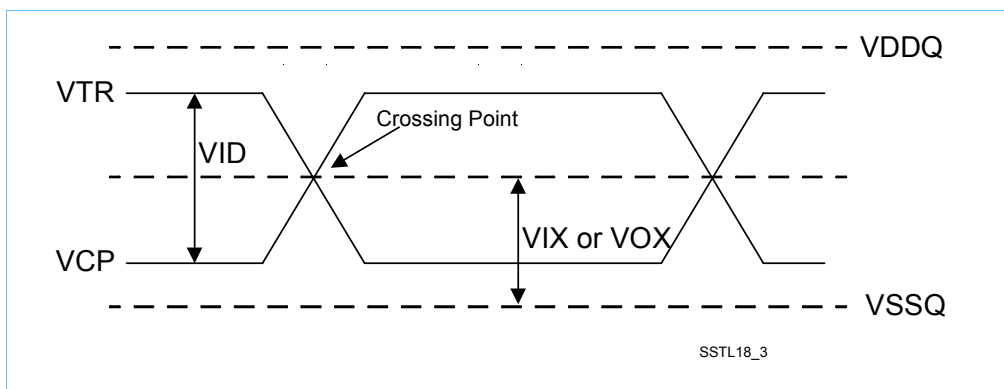 VDDQ
VTR
Crossing Point
VID
VIX or VOX
VCP
VSSQ
SSTL18_3